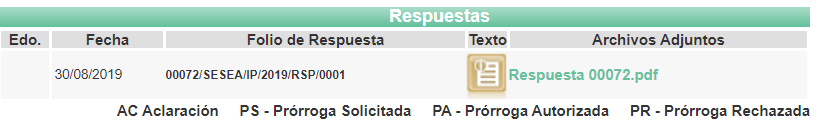 Respuestas
Edo. Fecha Folio de Respuesta Texto Archivos Adjuntos
30/08/2019 00072/SESEA/IP/2019/RSP/0001 Respuesta 00072.pdf
AC Aclaración PS - Prórroga Solicitada PA - Prórroga Autorizada PR - Prórroga Rechazada